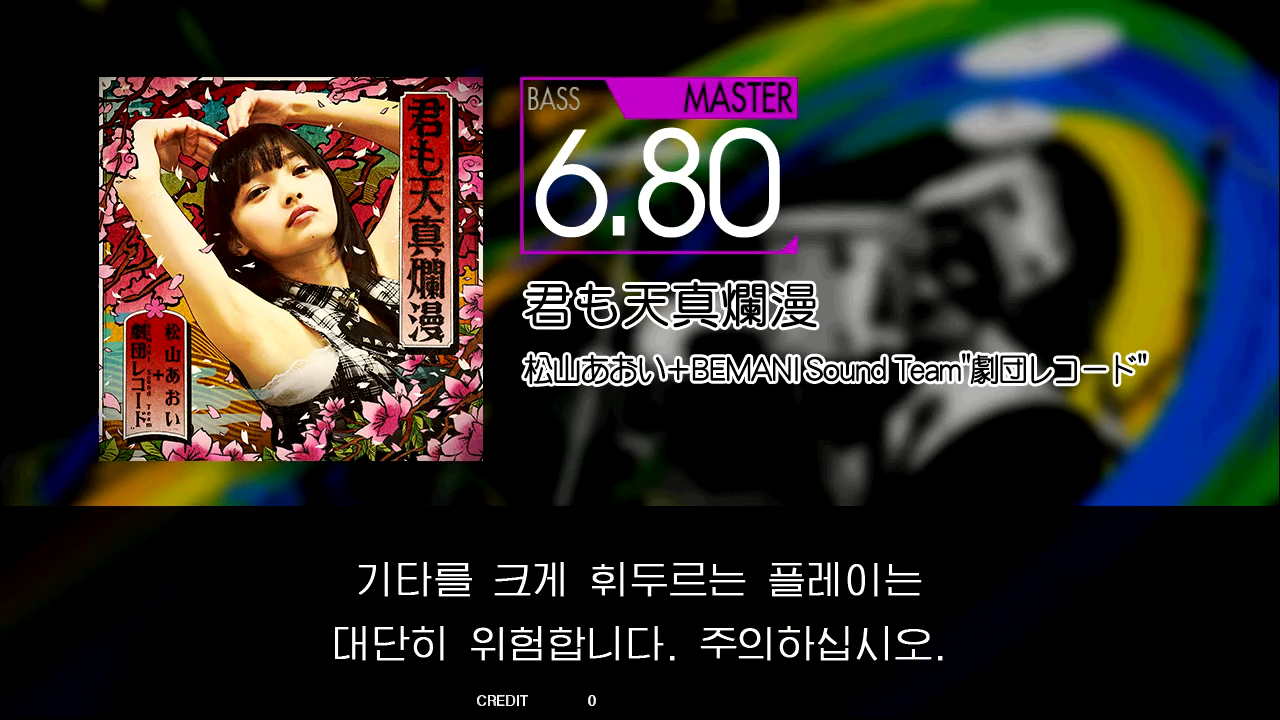 君も天真爛漫
松山あおい
+
劇団レコード
BASS MASTER
6.80
君も天真爛漫
松山あおい+BEMANI Sound Team"劇団レコード"
기타를 크게 휘두르는 플레이는
대단히 위험합니다. 주의하십시오.
CREDIT 0